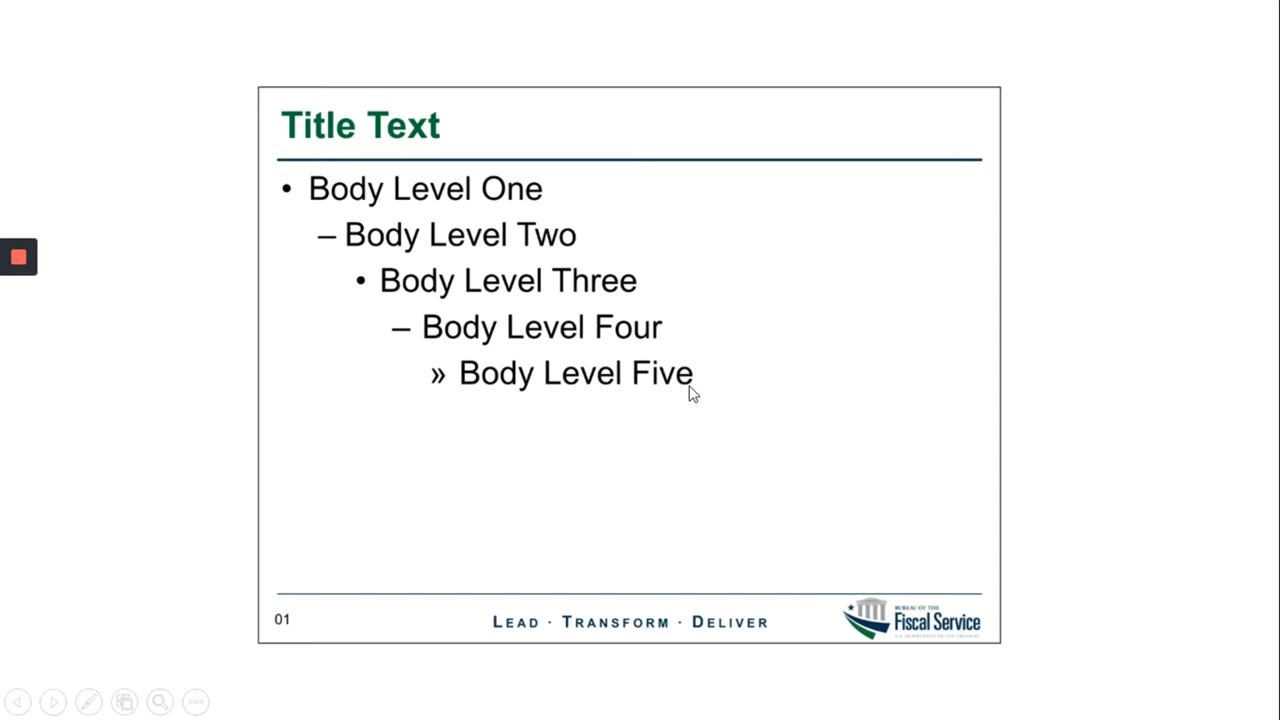 Title Text
• Body Level One
– Body Level Two
• Body Level Three
– Body Level Four
» Body Level Five
01
LEAD · TRANSFORM · DELIVER
BUREAU OF THE
Fiscal Service
U.S. DEPARTMENT OF THE TREASURY